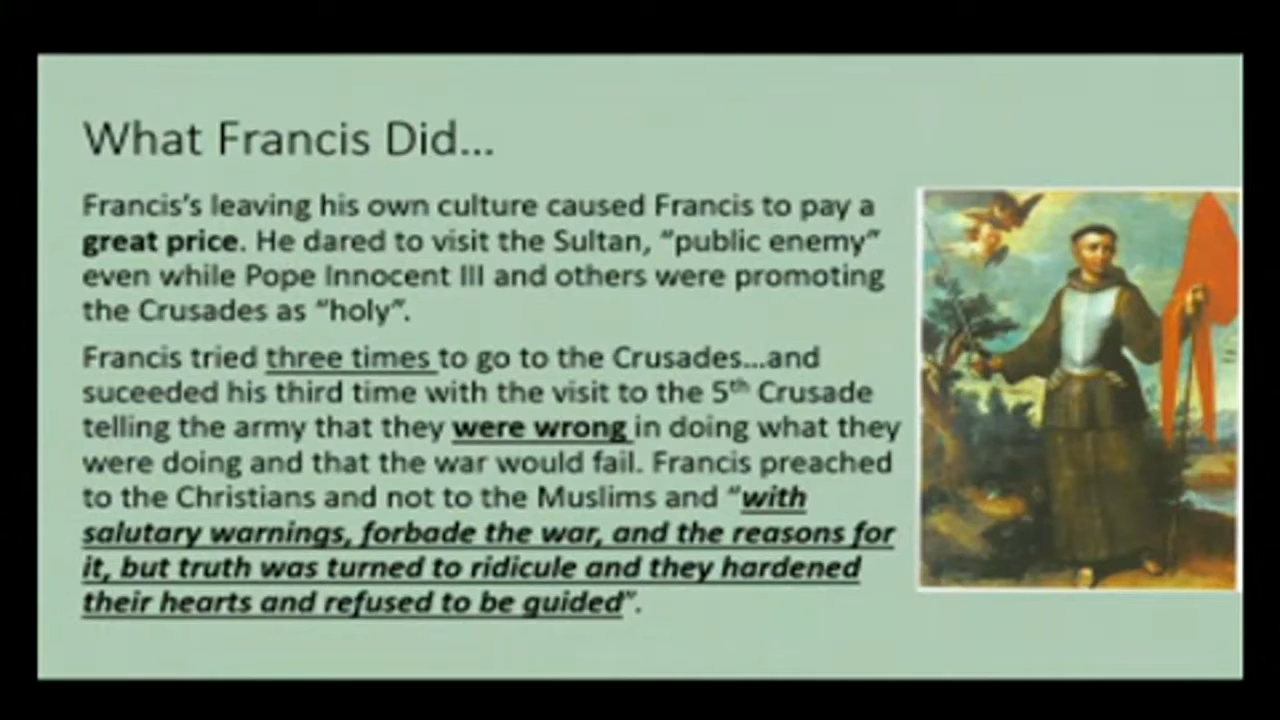 What Francis Did...
Francis’s leaving his own culture caused Francis to pay a
great price. He dared to visit the Sultan, “public enemy”
even while Pope Innocent III and others were promoting
the Crusades as “holy”.
Francis tried three times to go to the Crusades...and
suceeded his third time with the visit to the 5th Crusade
telling the army that they were wrong in doing what they
were doing and that the war would fail. Francis preached
to the Christians and not to the Muslims and “with
salutary warnings, forbade the war, and the reasons for
it, but truth was turned to ridicule and they hardened
their hearts and refused to be guided”.